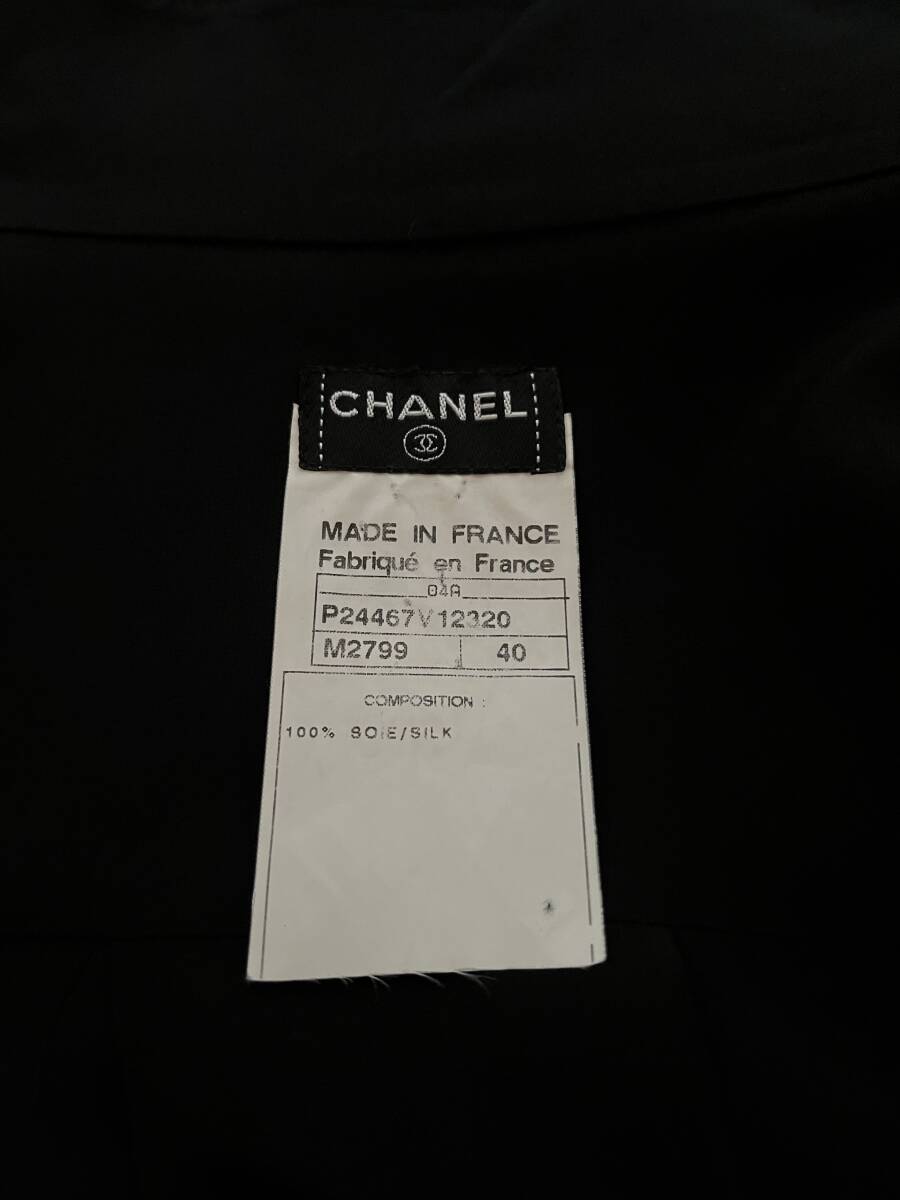 CHANEL
MADE IN FRANCE
Fabriqué en France
04A
P24467V12320
M2799 40
COMPOSITION :
100% SOIE/SILK